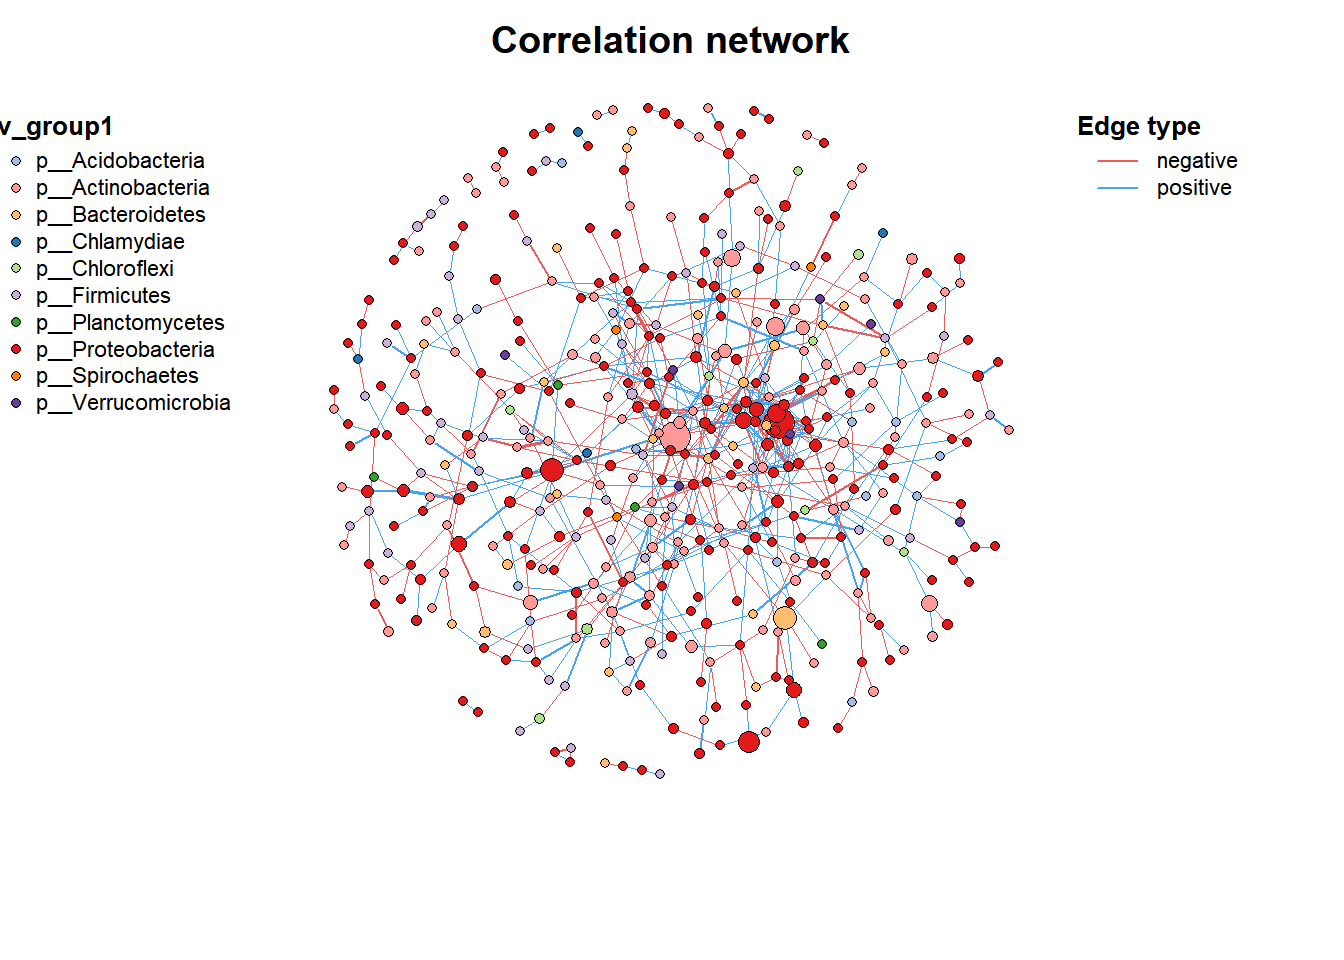 Correlation network
v_group1
p__Acidobacteria
p__Actinobacteria
p__Bacteroidetes
p__Chlamydiae
p__Chloroflexi
p__Firmicutes
p__Planctomycetes
p__Proteobacteria
p__Spirochaetes
p__Verrucomicrobia
Edge type
negative
positive